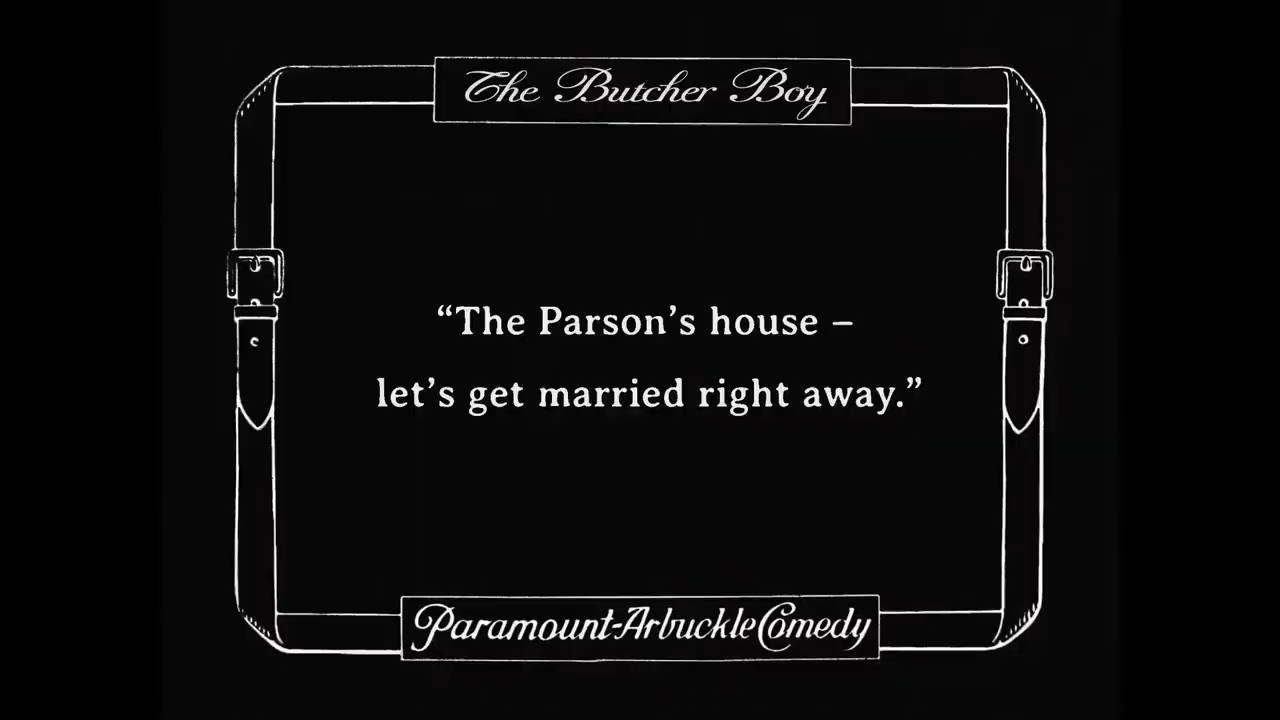 The Butcher Boy
“The Parson’s house –
let’s get married right away.”
Paramount-Arbuckle Comedy